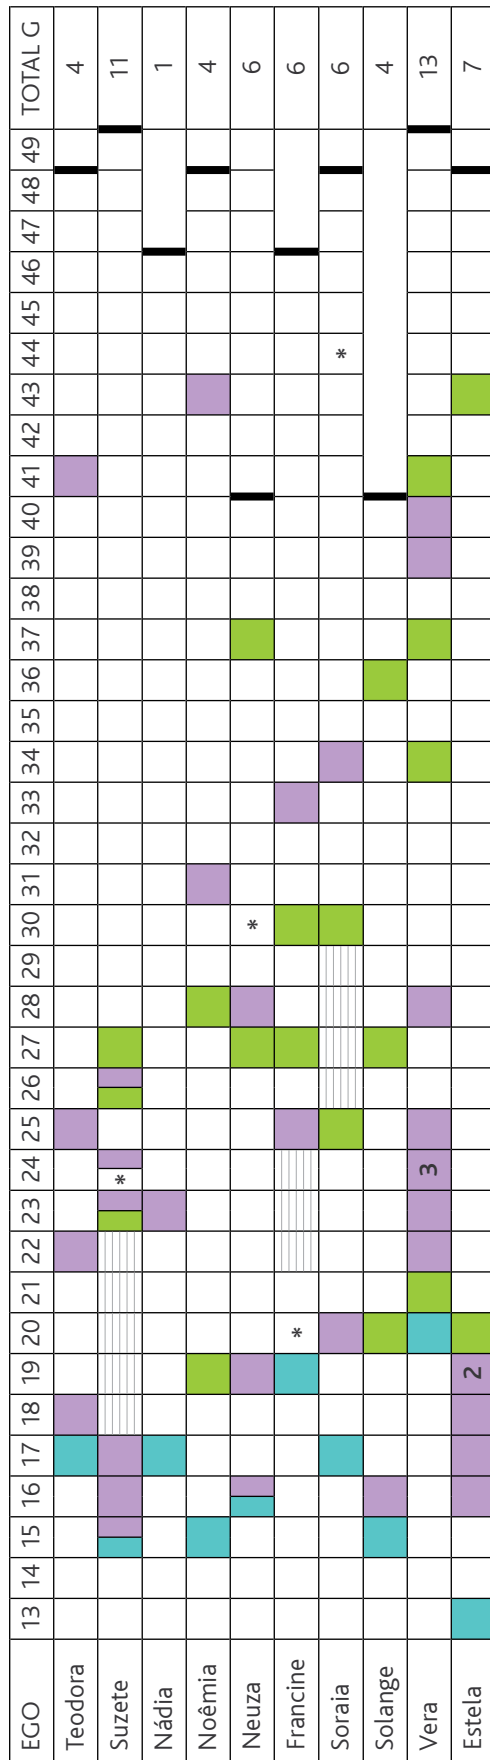 EGO 13 14 15 16 17 18 19 20 21 22 23 24 25 26 27 28 29 30 31 32 33 34 35 36 37 38 39 40 41 42 43 44 45 46 47 48 49 TOTAL G
Teodora 4
Suzete * 11
Nádia 1
Noêmia 4
Neuza * 6
Francine * 6
Soraia * 6
Solange 4
Vera 3 13
Estela 2 7